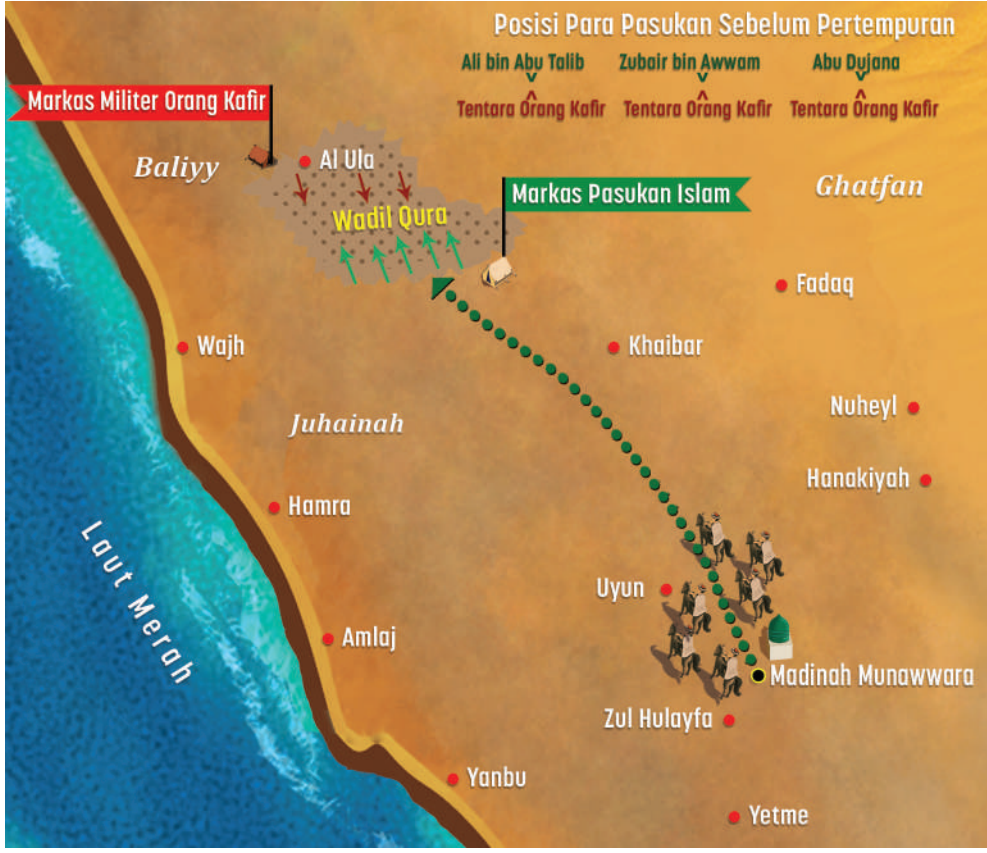 Posisi Para Pasukan Sebelum Pertempuran
Ali bin Abu Talib Zubair bin Awwam Abu Dujana
Tentara Orang Kafir Tentara Orang Kafir Tentara Orang Kafir
Markas Militer Orang Kafir
Baliyy
Al Ula
Markas Pasukan Islam
Ghatfan
Wadil Qura
Fadaq
Wajh
Khaibar
Juhainah
Nuheyl
Hanakiyah
Hamra
Laut Merah
Uyun
Amlaj
Madinah Munawwara
Zul Hulayfa
Yanbu
Yetme